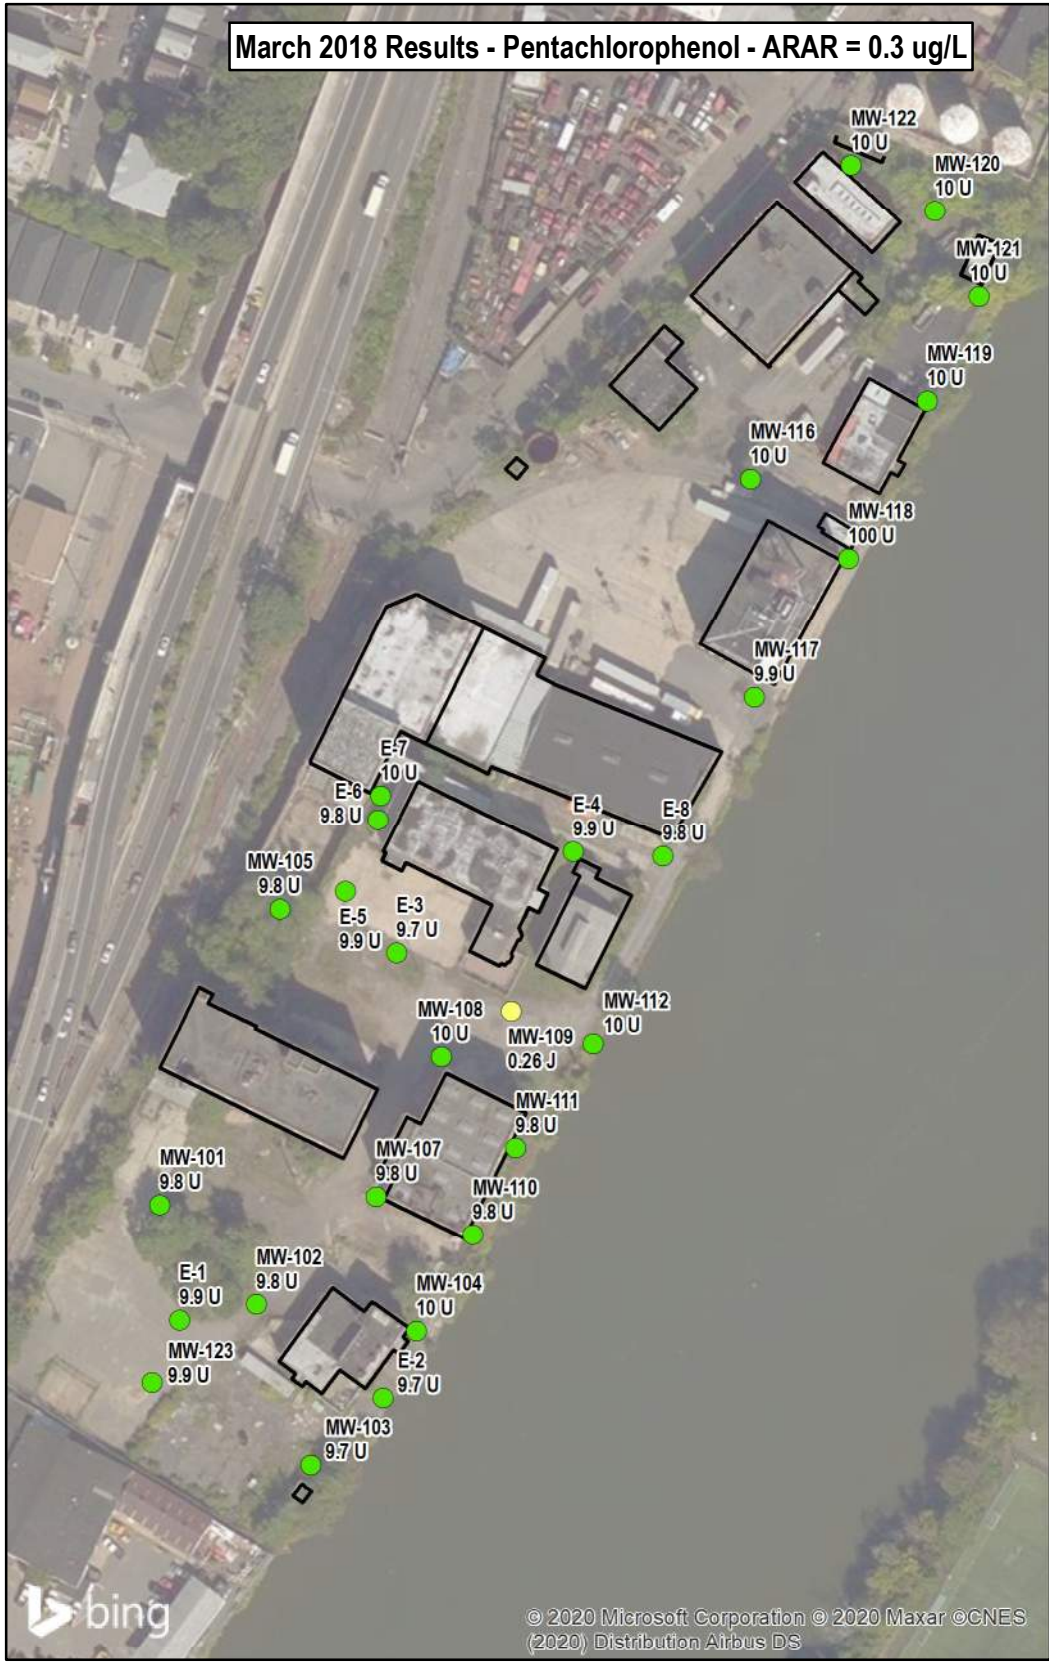 March 2018 Results - Pentachlorophenol - ARAR = 0.3 ug/L
MW-122
10 U
MW-120
10 U
MW-121
10 U
MW-119
10 U
MW-116
10 U
MW-118
100 U
MW-117
9.9 U
E-7
10 U
E-6
9.8 U
E-4
9.9 U
E-8
9.8 U
MW-105
9.8 U
E-5
9.9 U
E-3
9.7 U
MW-108
10 U
MW-109
0.26 J
MW-112
10 U
MW-111
9.8 U
MW-107
9.8 U
MW-110
9.8 U
MW-101
9.8 U
MW-102
9.8 U
E-1
9.9 U
MW-104
10 U
MW-123
9.9 U
E-2
9.7 U
MW-103
9.7 U
bing
© 2020 Microsoft Corporation © 2020 Maxar ©CNES
(2020) Distribution Airbus DS